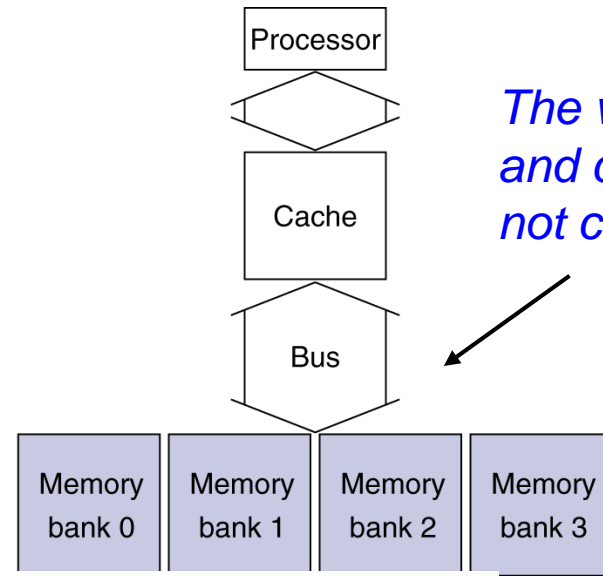 Processor
The
and
not
Cache
Bus
Memory
bank 0
Memory
bank 1
Memory
bank 2
Memory
bank 3